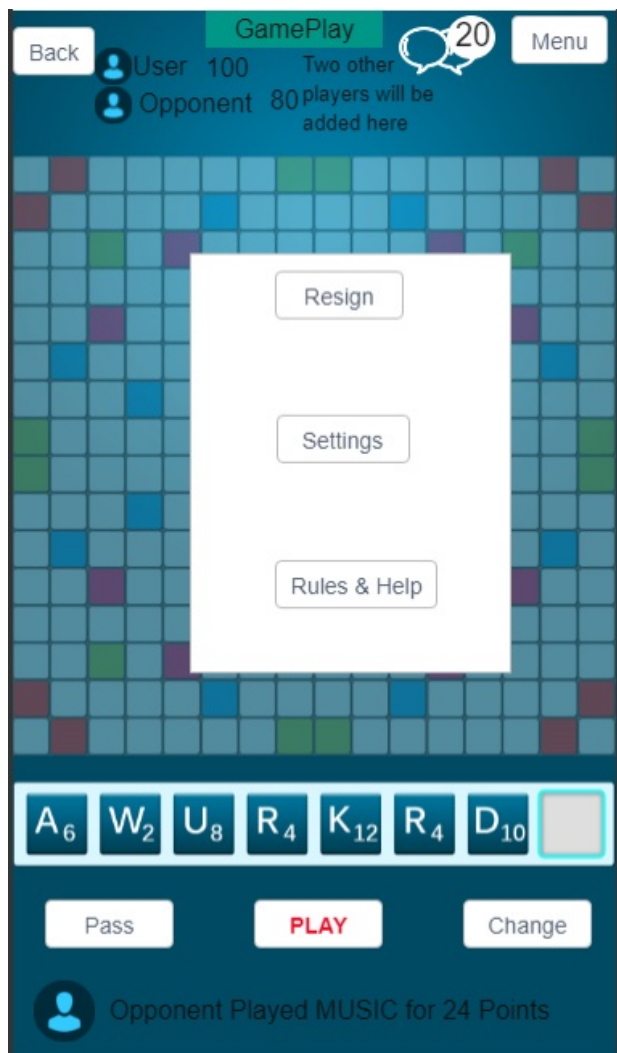 GamePlay
Back
20
Menu
User 100
Opponent 80
Two other
players will be
added here
Resign
Settings
Rules & Help
A6 W2 U8 R4 K12 R4 D10
Pass PLAY Change
Opponent Played MUSIC for 24 Points